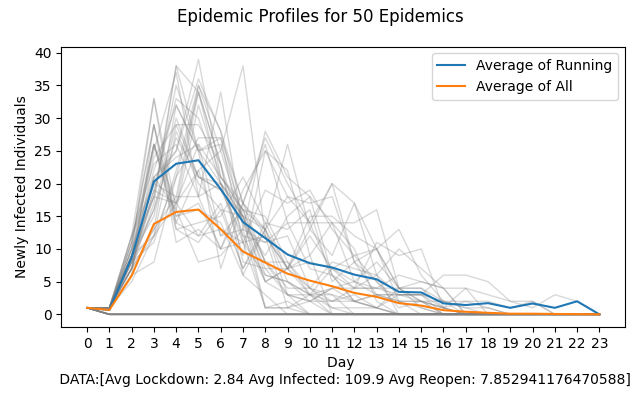 Epidemic Profiles for 50 Epidemics
40
35
30
25
20
15
10
5
0
Newly Infected Individuals
Average of Running
Average of All
0 1 2 3 4 5 6 7 8 9 10 11 12 13 14 15 16 17 18 19 20 21 22 23
Day
DATA:[Avg Lockdown: 2.84 Avg Infected: 109.9 Avg Reopen: 7.852941176470588]